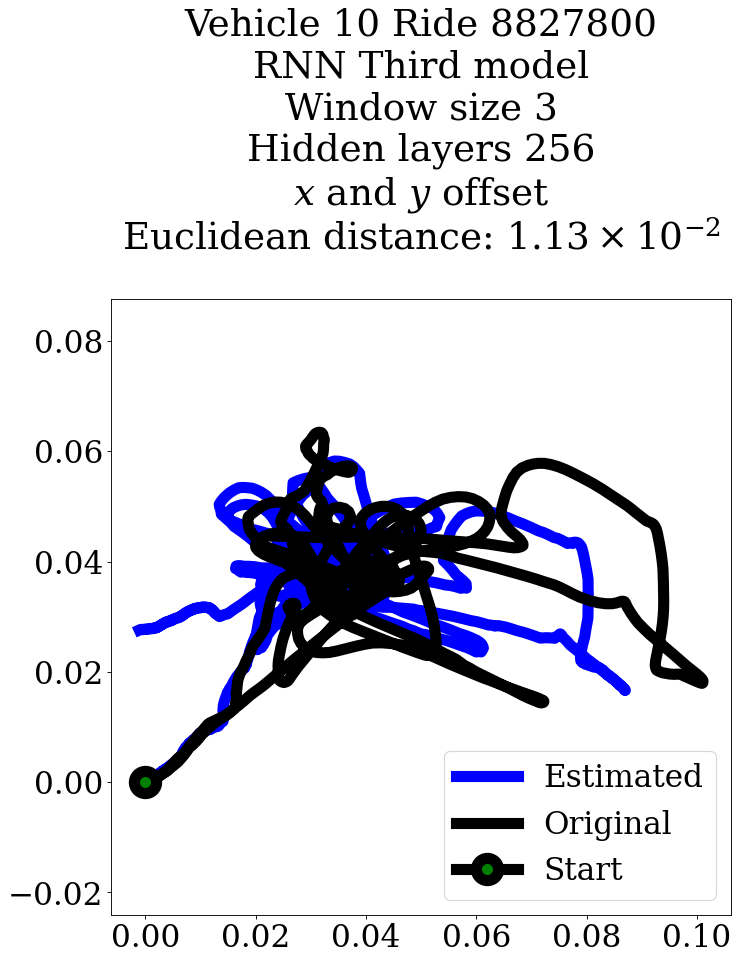 Vehicle 10 Ride 8827800
RNN Third model
Window size 3
Hidden layers 256
x and y offset
Euclidean distance: 1.13 × 10⁻²
0.08
0.06
0.04
0.02
0.00
−0.02
Estimated
Original
Start
0.00 0.02 0.04 0.06 0.08 0.10